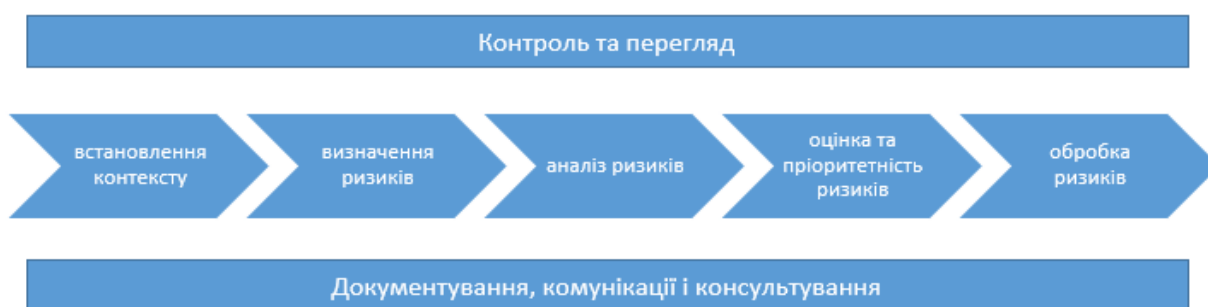 Контроль та перегляд
встановлення
контексту
визначення
ризиків
аналіз ризиків
оцінка та
пріоритетність
ризиків
обробка
ризиків
Документування, комунікації і консультування